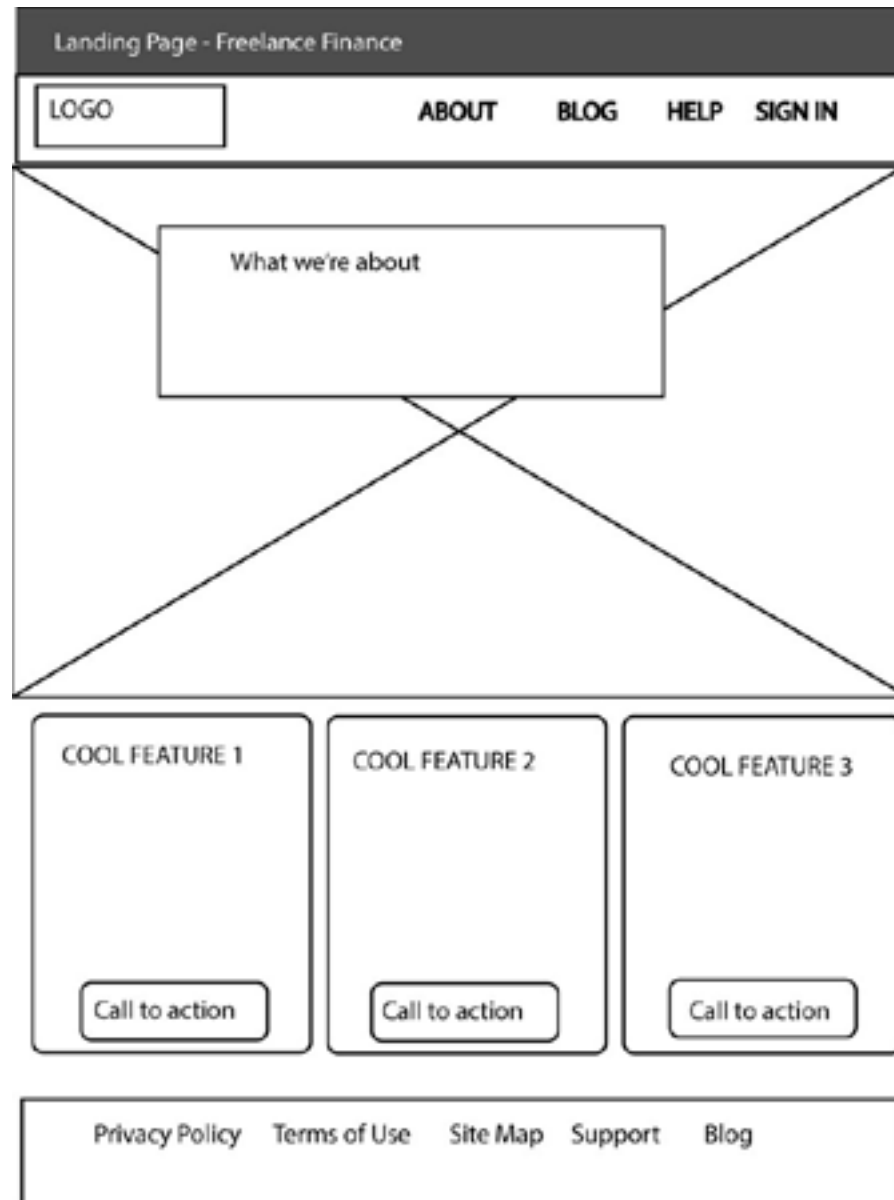 Landing Page - Freelance Finance
LOGO ABOUT BLOG HELP SIGN IN
What we're about
COOL FEATURE 1 COOL FEATURE 2 COOL FEATURE 3
Call to action Call to action Call to action
Privacy Policy Terms of Use Site Map Support Blog